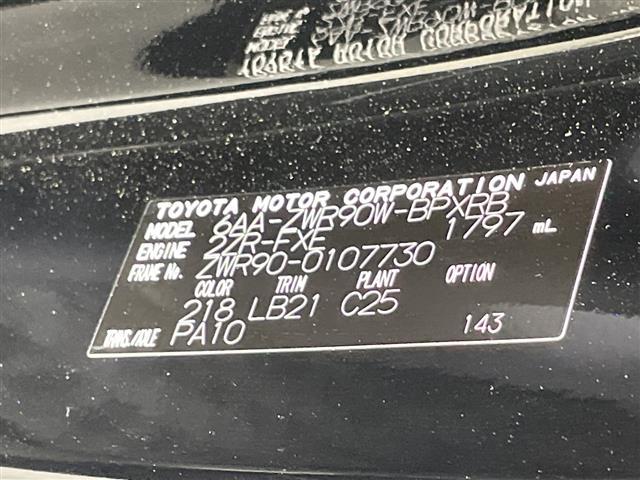 TOYOTA MOTOR CORPORATION JAPAN
MODEL 6AA-ZWR90W-BPXBB
ENGINE 2ZR-FXE 1797 mL
FRAME No. ZWR90-0107730
COLOR TRIM PLANT OPTION
218 LB21 C25
TRANS./AXLE PA10 143